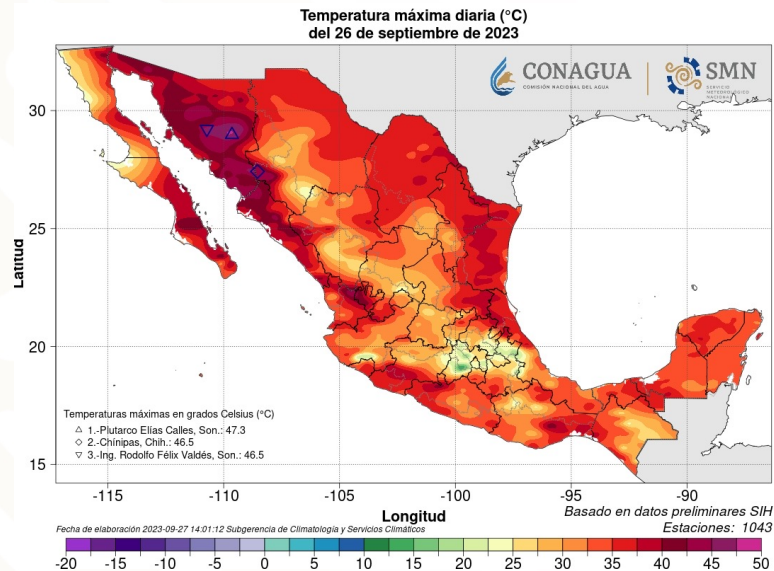 Temperatura máxima diaria (°C)
del 26 de septiembre de 2023
CONAGUA
COMISIÓN NACIONAL DEL AGUA
SMN
SERVICIO
METEOROLÓGICO
NACIONAL
Latitud
30
25
20
15
Temperaturas máximas en grados Celsius (°C)
1.-Plutarco Elías Calles, Son.: 47.3
2.-Chínipas, Chih.: 46.5
3.-Ing. Rodolfo Félix Valdés, Son.: 46.5
-115 -110 -105 -100 -95 -90
Longitud
Basado en datos preliminares SIH
Estaciones: 1043
Fecha de elaboración 2023-09-27 14:01:12 Subgerencia de Climatología y Servicios Climáticos
-20 -15 -10 -5 0 5 10 15 20 25 30 35 40 45 50